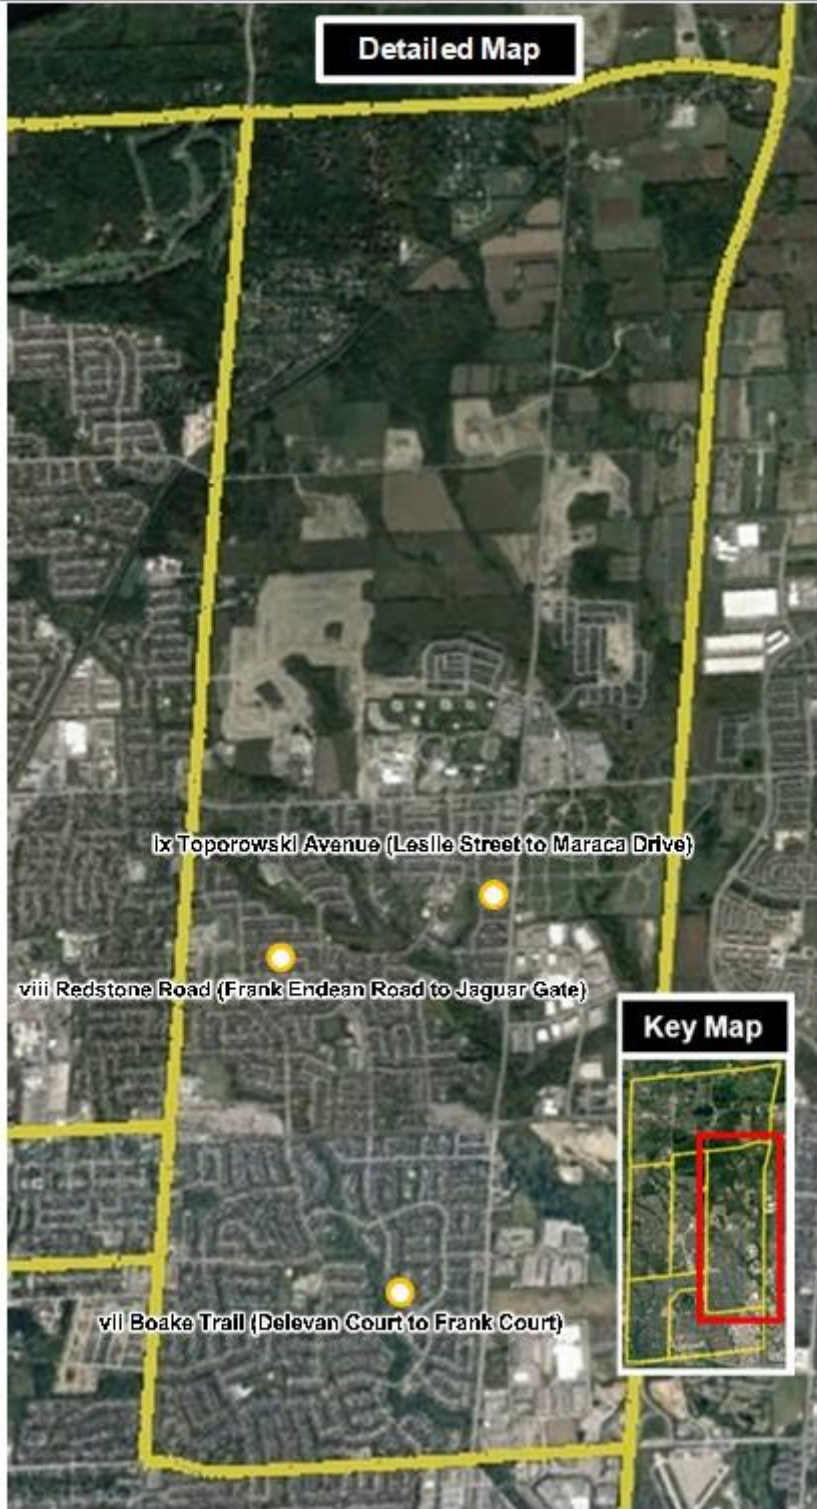 Detailed Map
ix Toporowski Avenue (Leslie Street to Maraca Drive)
viii Redstone Road (Frank Endean Road to Jaguar Gate)
Key Map
vii Boake Trail (Delevan Court to Frank Court)